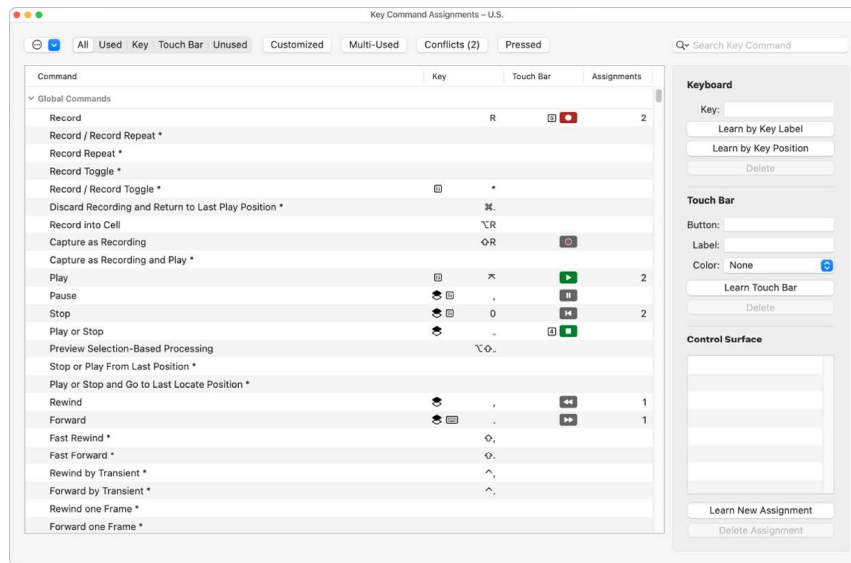 Key Command Assignments – U.S.
All Used Key Touch Bar Unused Customized Multi-Used Conflicts (2) Pressed Search Key Command
Command Key Touch Bar Assignments
Global Commands
Record R 3 2
Record / Record Repeat *
Record Repeat *
Record Toggle *
Record / Record Toggle * *
Discard Recording and Return to Last Play Position * ⌘.
Record into Cell ⌥R
Capture as Recording ⇧R
Capture as Recording and Play *
Play ⌤ 2
Pause ,
Stop 0 2
Play or Stop 4
Preview Selection-Based Processing ⌥⇧
Stop or Play From Last Position *
Play or Stop and Go to Last Locate Position *
Rewind , 1
Forward . 1
Fast Rewind * ⇧,
Fast Forward * ⇧.
Rewind by Transient * ^,
Forward by Transient * ^.
Rewind one Frame *
Forward one Frame *
Keyboard
Key:
Learn by Key Label
Learn by Key Position
Delete
Touch Bar
Button:
Label:
Color: None
Learn Touch Bar
Delete
Control Surface
Learn New Assignment
Delete Assignment